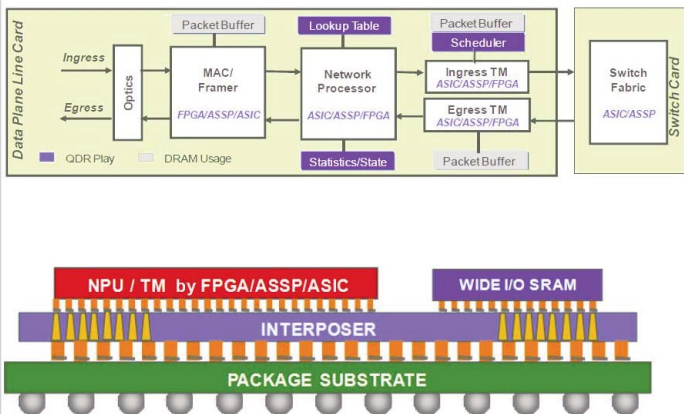 Data Plane Line Card
Packet Buffer
Lookup Table
Packet Buffer
Scheduler
Ingress
Egress
Optics
MAC/
Framer
FPGA/ASSP/ASIC
Network
Processor
ASIC/ASSP/FPGA
Ingress TM
ASIC/ASSP/FPGA
Egress TM
ASIC/ASSP/FPGA
Switch
Fabric
ASIC/ASSP
Switch Card
QDR Play
DRAM Usage
Statistics/State
Packet Buffer
NPU / TM by FPGA/ASSP/ASIC
WIDE I/O SRAM
INTERPOSER
PACKAGE SUBSTRATE